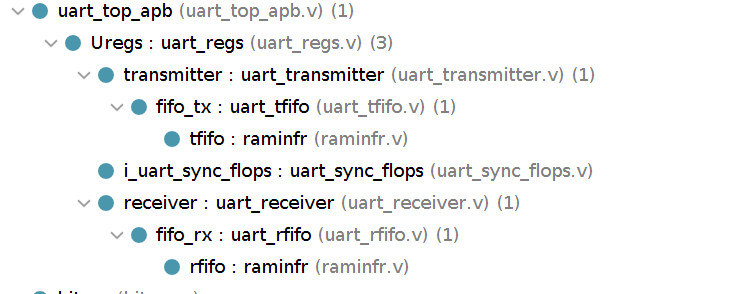 uart_top_apb (uart_top_apb.v) (1)
Uregs : uart_regs (uart_regs.v) (3)
transmitter : uart_transmitter (uart_transmitter.v) (1)
fifo_tx : uart_tfifo (uart_tfifo.v) (1)
tfifo : raminfr (raminfr.v)
i_uart_sync_flops : uart_sync_flops (uart_sync_flops.v)
receiver : uart_receiver (uart_receiver.v) (1)
fifo_rx : uart_rfifo (uart_rfifo.v) (1)
rfifo : raminfr (raminfr.v)